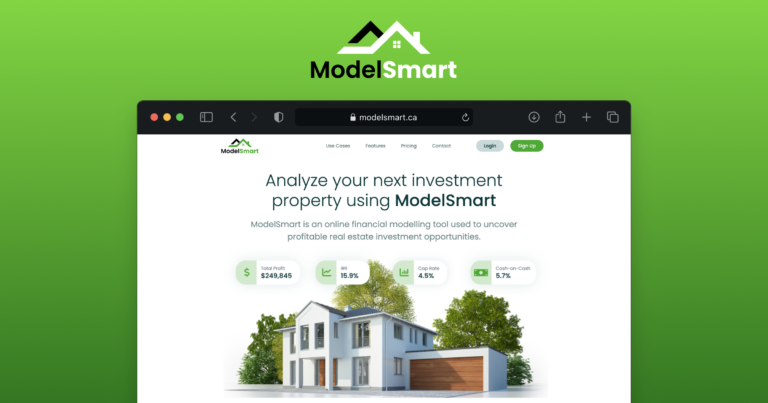 ModelSmart
modelsmart.ca
ModelSmart
Use Cases
Features
Pricing
Contact
Login
Sign Up
Analyze your next investment
property using ModelSmart
ModelSmart is an online financial modelling tool used to uncover
profitable real estate investment opportunities.
Total Profit
$249,845
IRR
15.9%
Cap Rate
4.5%
Cash-on-Cash
5.7%